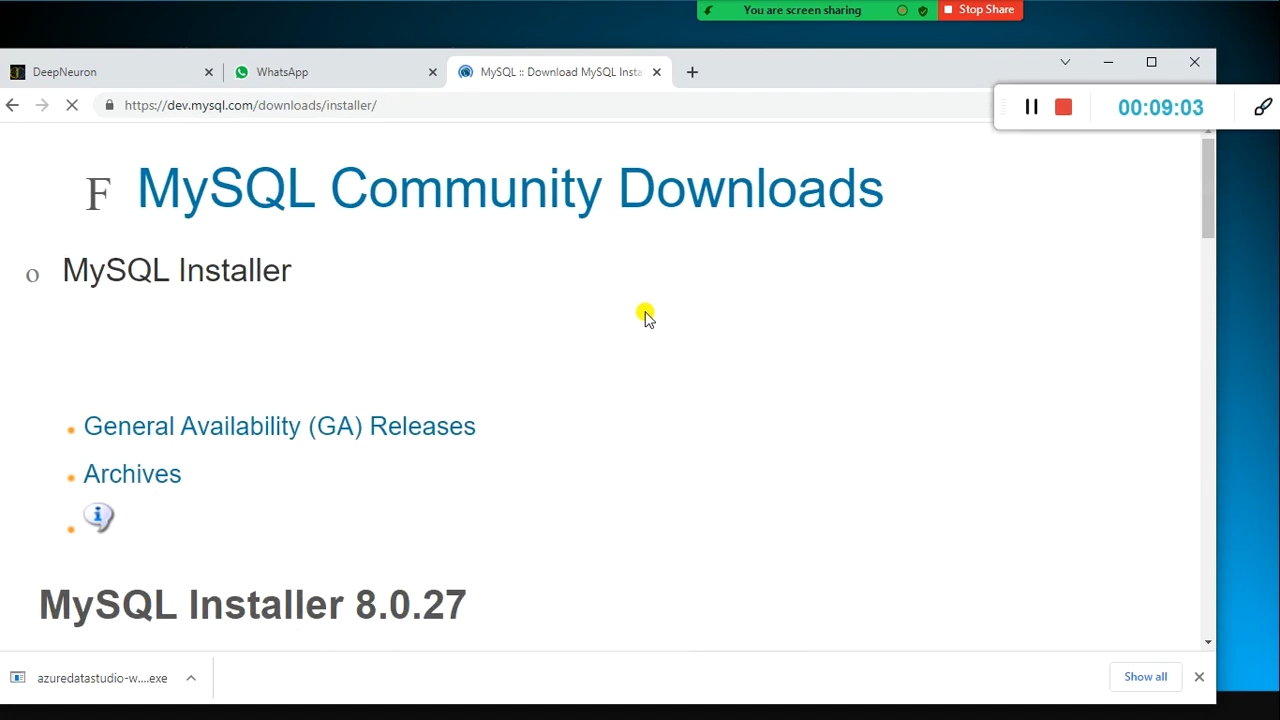 You are screen sharing
Stop Share
DeepNeuron
WhatsApp
MySQL :: Download MySQL Insta
https://dev.mysql.com/downloads/installer/
00:09:03
F MySQL Community Downloads
o MySQL Installer
General Availability (GA) Releases
Archives
MySQL Installer 8.0.27
azuredatastudio-w....exe
Show all